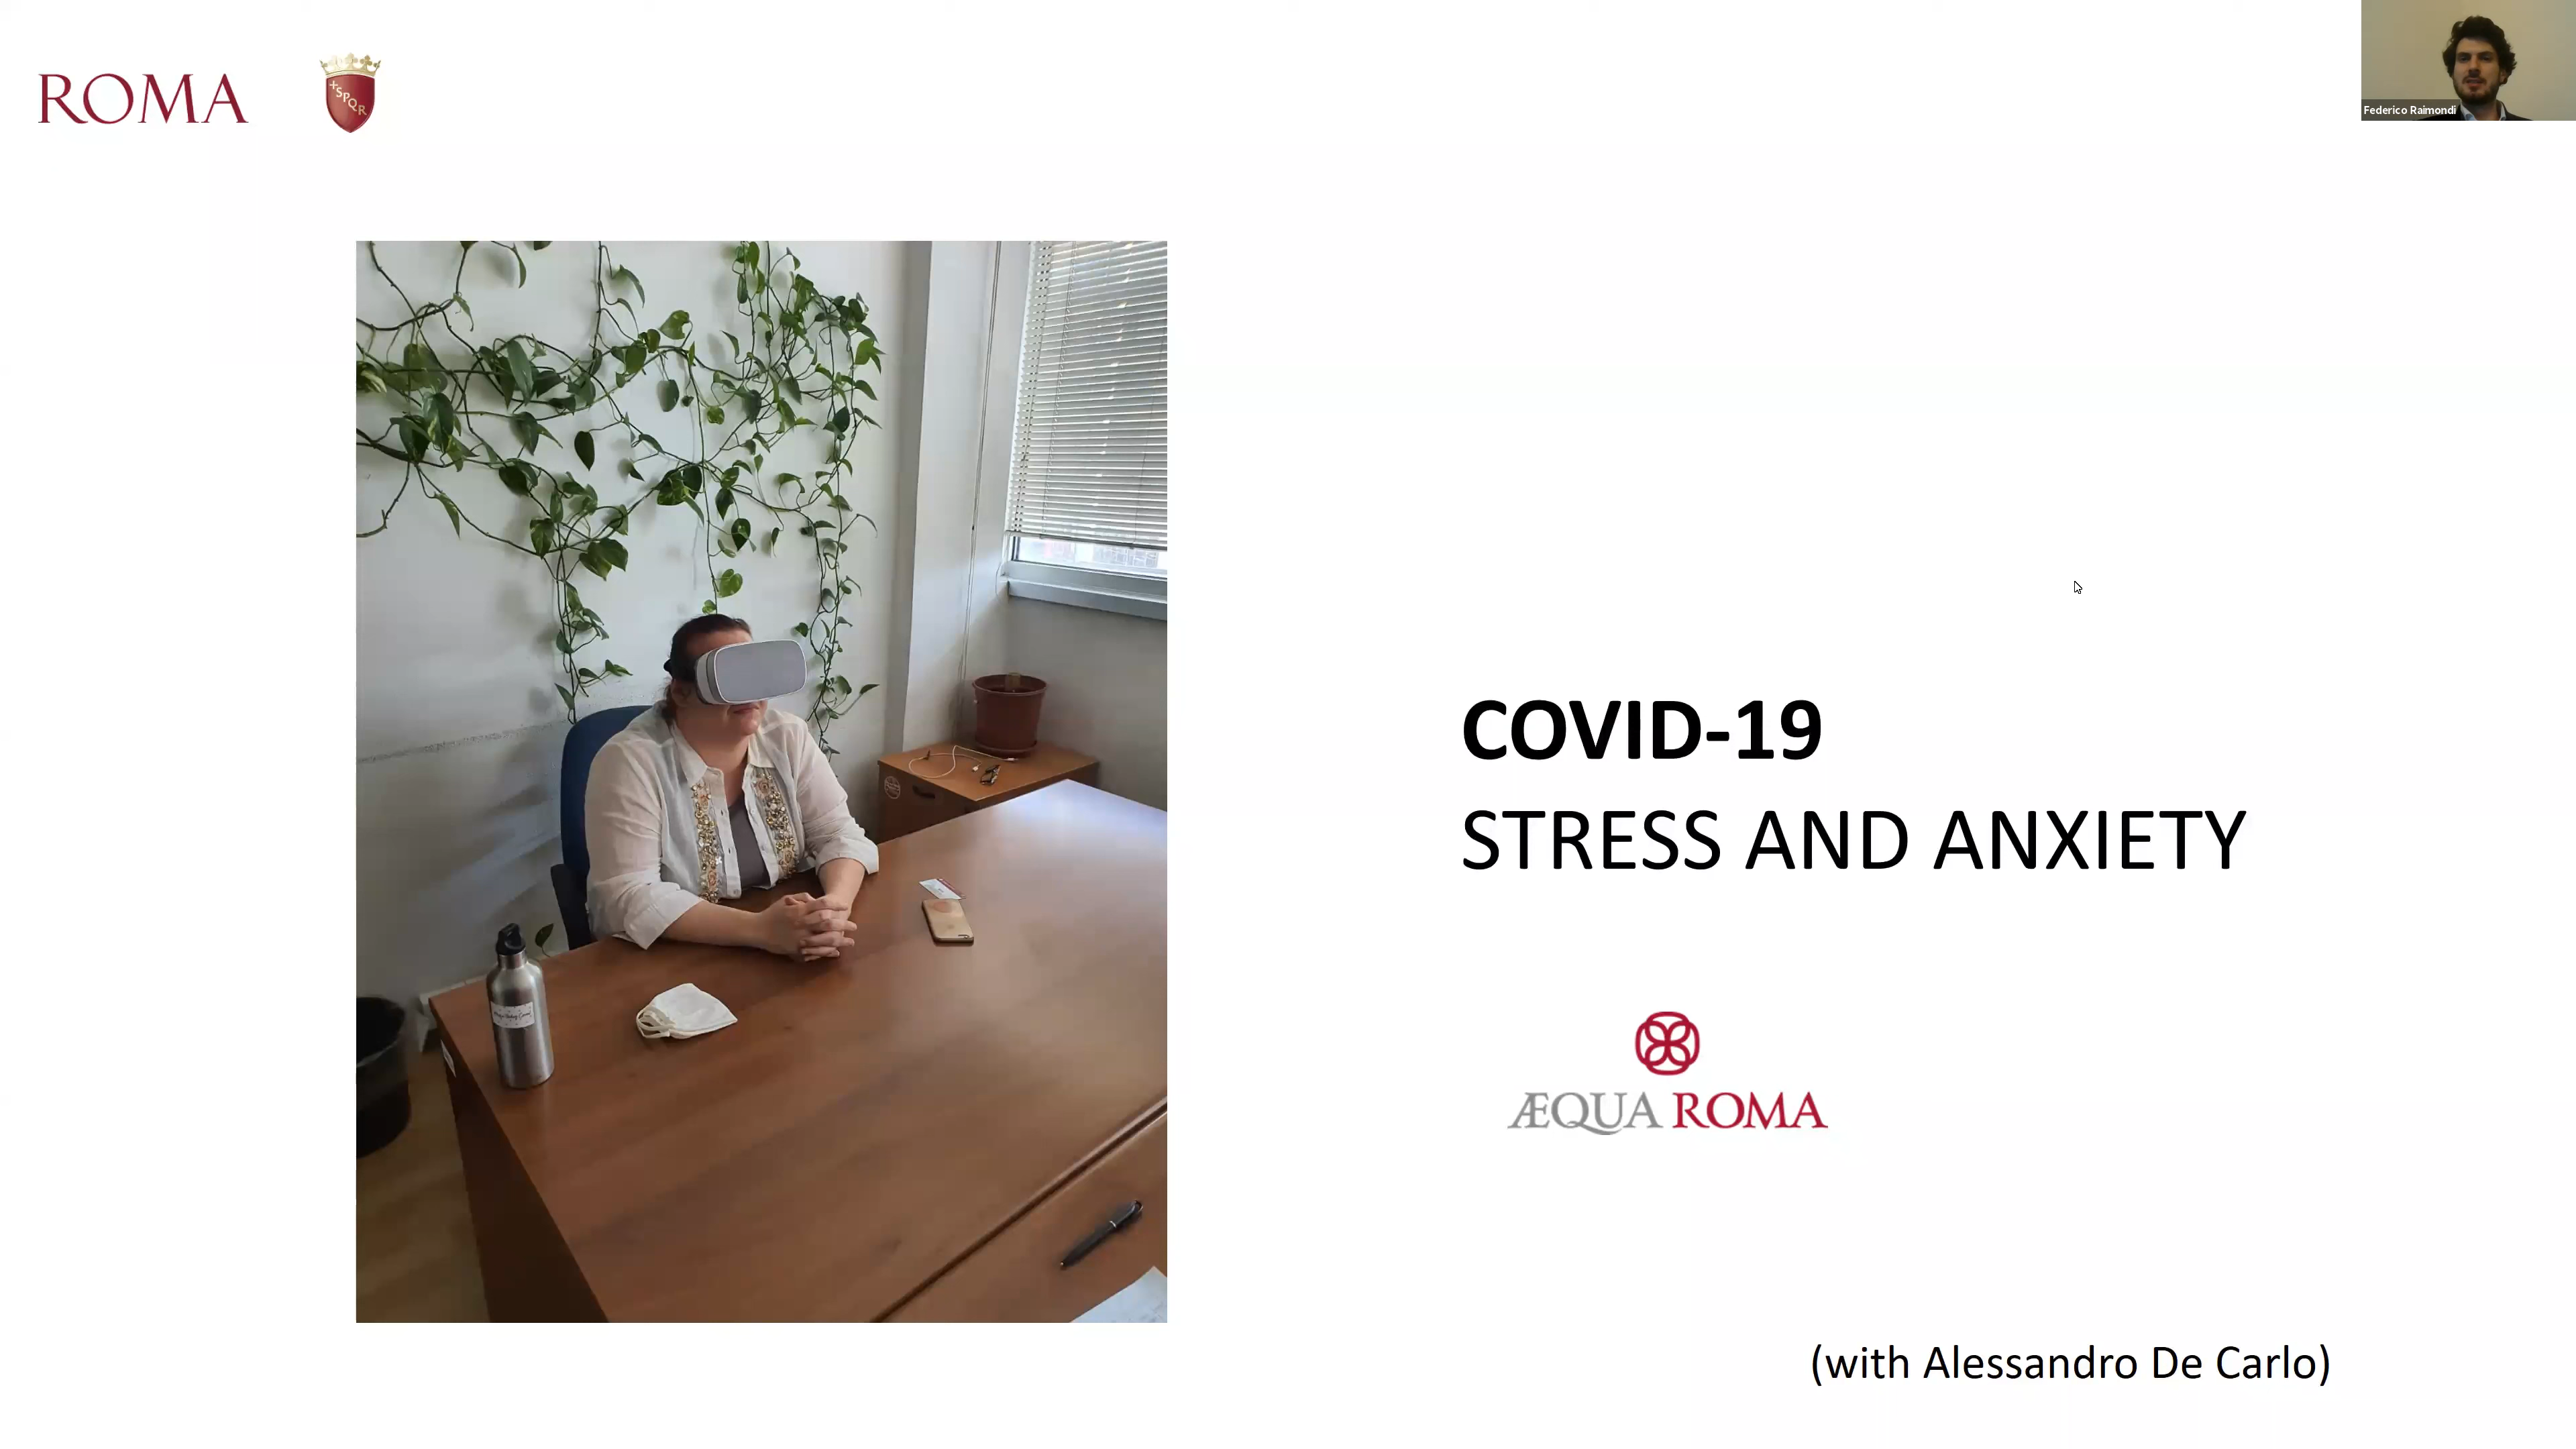 ROMA
SPQR
Federico Raimondi
COVID-19
STRESS AND ANXIETY
ÆQUA ROMA
(with Alessandro De Carlo)